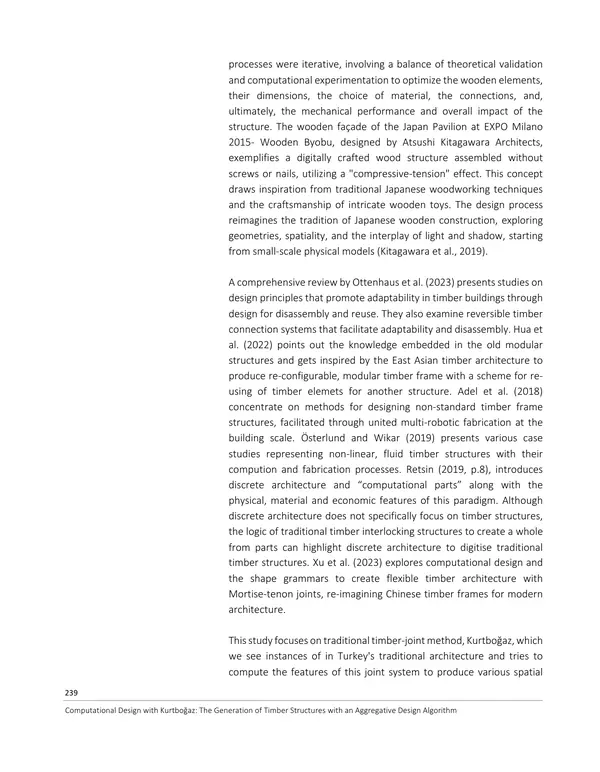 processes were iterative, involving a balance of theoretical validation
and computational experimentation to optimize the wooden elements,
their dimensions, the choice of material, the connections, and,
ultimately, the mechanical performance and overall impact of the
structure. The wooden façade of the Japan Pavilion at EXPO Milano
2015- Wooden Byobu, designed by Atsushi Kitagawara Architects,
exemplifies a digitally crafted wood structure assembled without
screws or nails, utilizing a "compressive-tension" effect. This concept
draws inspiration from traditional Japanese woodworking techniques
and the craftsmanship of intricate wooden toys. The design process
reimagines the tradition of Japanese wooden construction, exploring
geometries, spatiality, and the interplay of light and shadow, starting
from small-scale physical models (Kitagawara et al., 2019).
A comprehensive review by Ottenhaus et al. (2023) presents studies on
design principles that promote adaptability in timber buildings through
design for disassembly and reuse. They also examine reversible timber
connection systems that facilitate adaptability and disassembly. Hua et
al. (2022) points out the knowledge embedded in the old modular
structures and gets inspired by the East Asian timber architecture to
produce re-configurable, modular timber frame with a scheme for re-
using of timber elemets for another structure. Adel et al. (2018)
concentrate on methods for designing non-standard timber frame
structures, facilitated through united multi-robotic fabrication at the
building scale. Österlund and Wikar (2019) presents various case
studies representing non-linear, fluid timber structures with their
compution and fabrication processes. Retsin (2019, p.8), introduces
discrete architecture and “computational parts” along with the
physical, material and economic features of this paradigm. Although
discrete architecture does not specifically focus on timber structures,
the logic of traditional timber interlocking structures to create a whole
from parts can highlight discrete architecture to digitise traditional
timber structures. Xu et al. (2023) explores computational design and
the shape grammars to create flexible timber architecture with
Mortise-tenon joints, re-imagining Chinese timber frames for modern
architecture.
This study focuses on traditional timber-joint method, Kurtboğaz, which
we see instances of in Turkey's traditional architecture and tries to
compute the features of this joint system to produce various spatial
239
Computational Design with Kurtboğaz: The Generation of Timber Structures with an Aggregative Design Algorithm